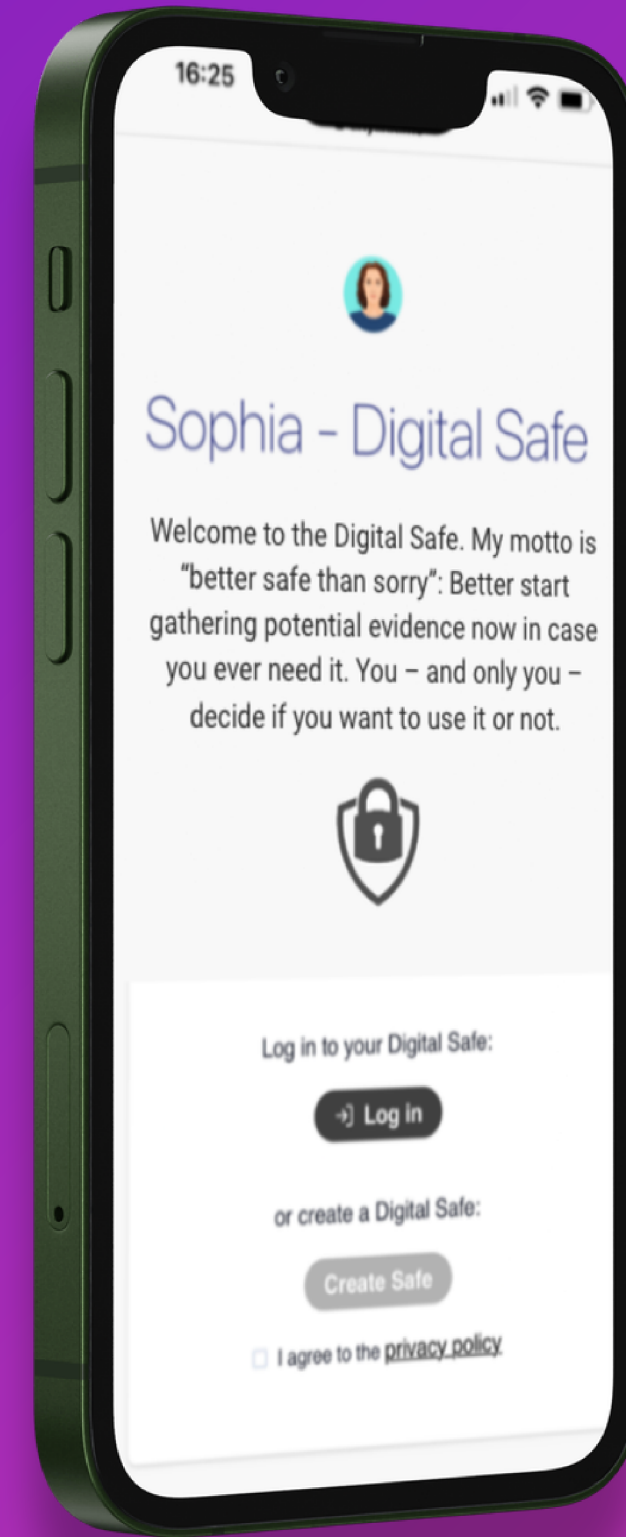 16:25
Sophia - Digital Safe
Welcome to the Digital Safe. My motto is
“better safe than sorry”: Better start
gathering potential evidence now in case
you ever need it. You – and only you –
decide if you want to use it or not.
Log in to your Digital Safe:
Log in
or create a Digital Safe:
Create Safe
I agree to the privacy policy